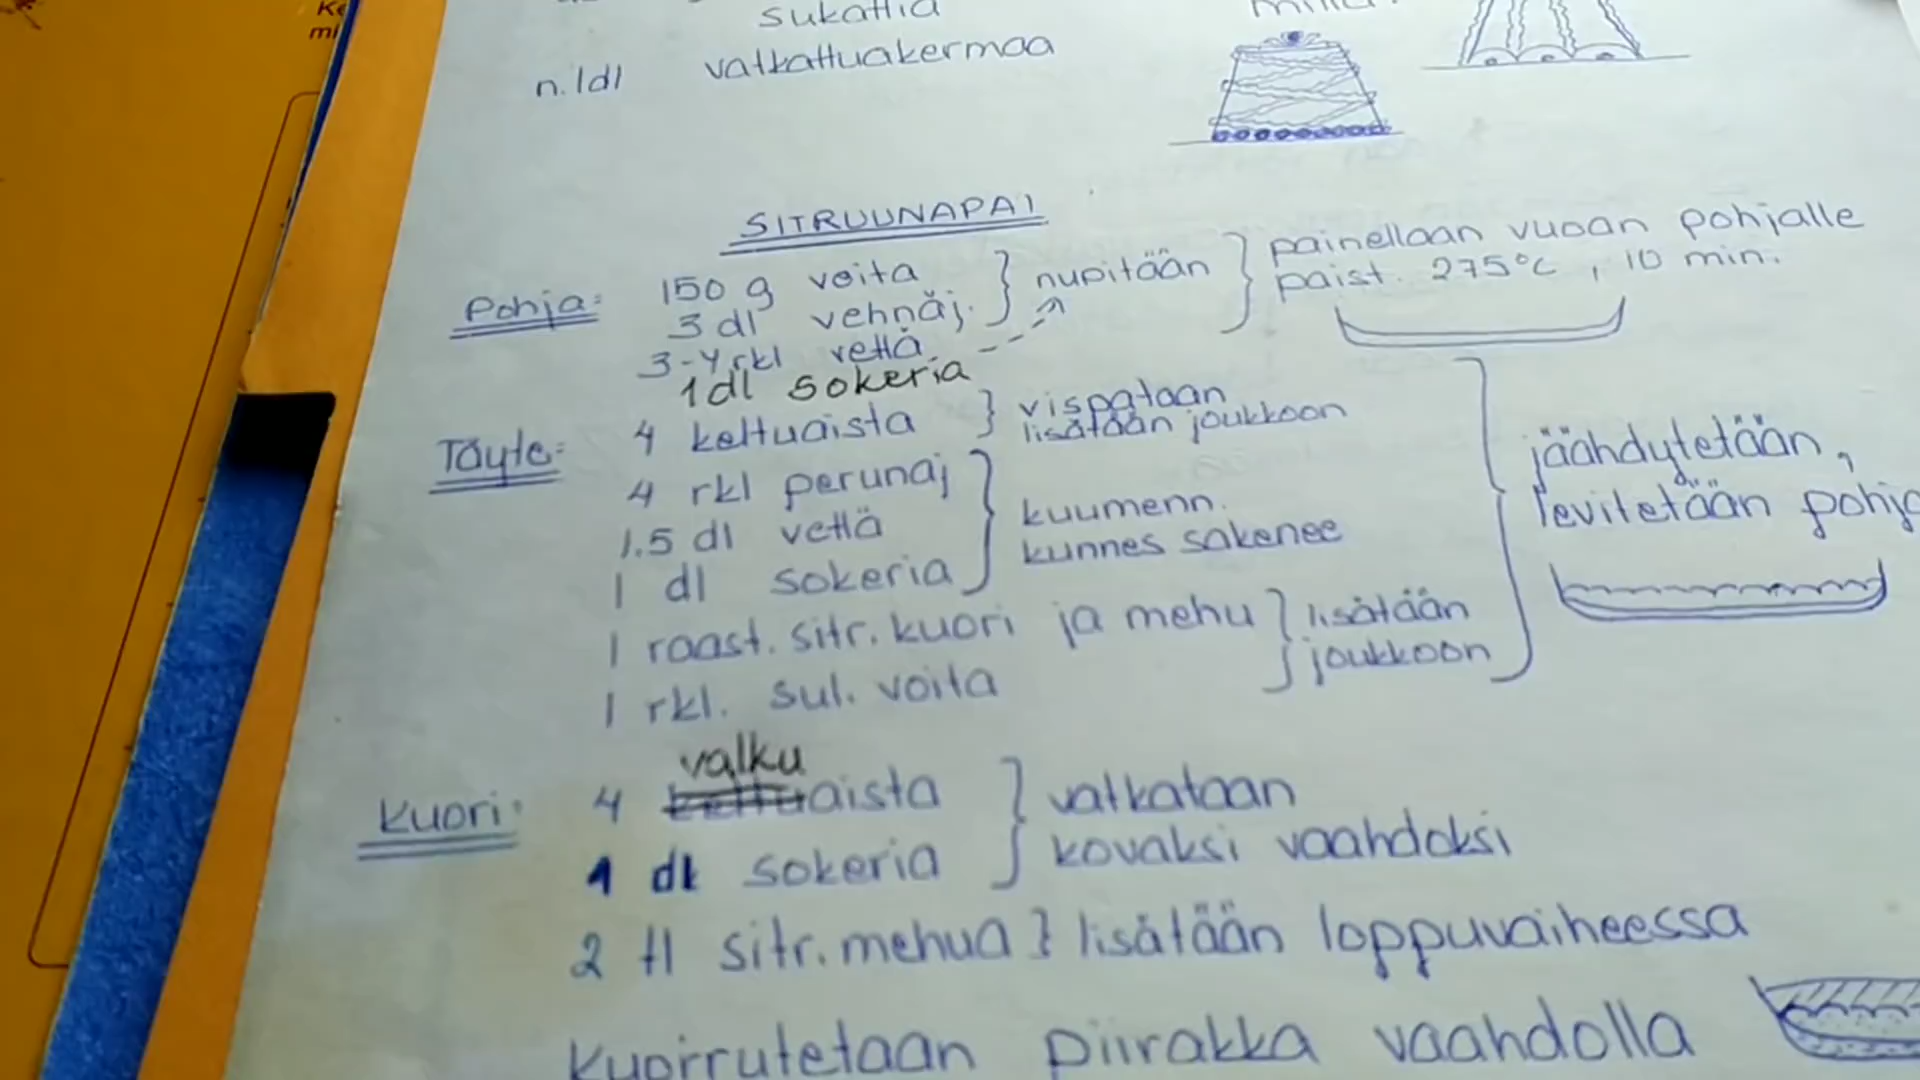 Ke
mi
sukattia
n. 1dl vatkattuakermaa
SITRUUNAPAI
Pohja: 150 g voita } nupitään } painellaan vuoan pohjalle
3 dl vehnäj. paist. 275°C, 10 min.
3-4 rkl vettä
1dl sokeria
Täyte: 4 keltuaista } vispataan
lisätään joukkoon
4 rkl perunaj
1.5 dl vettä } kuumenn.
1 dl sokeria kunnes sakenee
jäähdytetään,
levitetään pohja
1 raast. sitr. kuori ja mehu } lisätään
1 rkl. sul. voita joukkoon
valku
Kuori: 4 keltuaista } vatkataan
1 dl sokeria kovaksi vaahdoksi
2 tl sitr. mehua } lisätään loppuvaiheessa
Kuorrutetaan piirakka vaahdolla